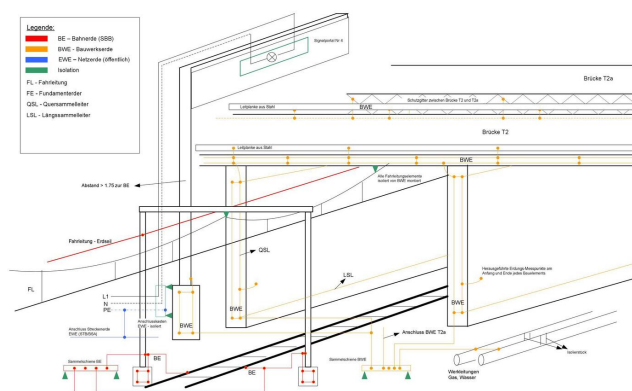 Legende:
BE – Bahnerde (SBB)
BWE - Bauwerkserde
EWE – Netzerde (öffentlich)
Isolation
FL - Fahrleitung
FE - Fundamenterder
QSL - Quersammelleiter
LSL - Längssammelleiter
Signalportal Nr 6
Brücke T2a
Schutzgitter zwischen Brücke T2 und T2a
Leitplanke aus Stahl
BWE
Brücke T2
Leitplanke aus Stahl
BWE
Abstand > 1.75 zur BE
Alle Fahrleitungselemente
isoliert von BWE montiert
Fahrleitung - Erdseil
QSL
FL
LSL
Herausgeführte Erdungs-Messpunkte am
Anfang und Ende jedes Bauelements
L1
N
PE
Anschlusskasten
EWE - isoliert
BWE
BWE
BWE
Anschluss Streckenerde
Anschluss BWE T2a
Isolierstück
Sammelschiene BE
BE
BE
Sammelschiene BWE
Werkleitungen
Gas, Wasser